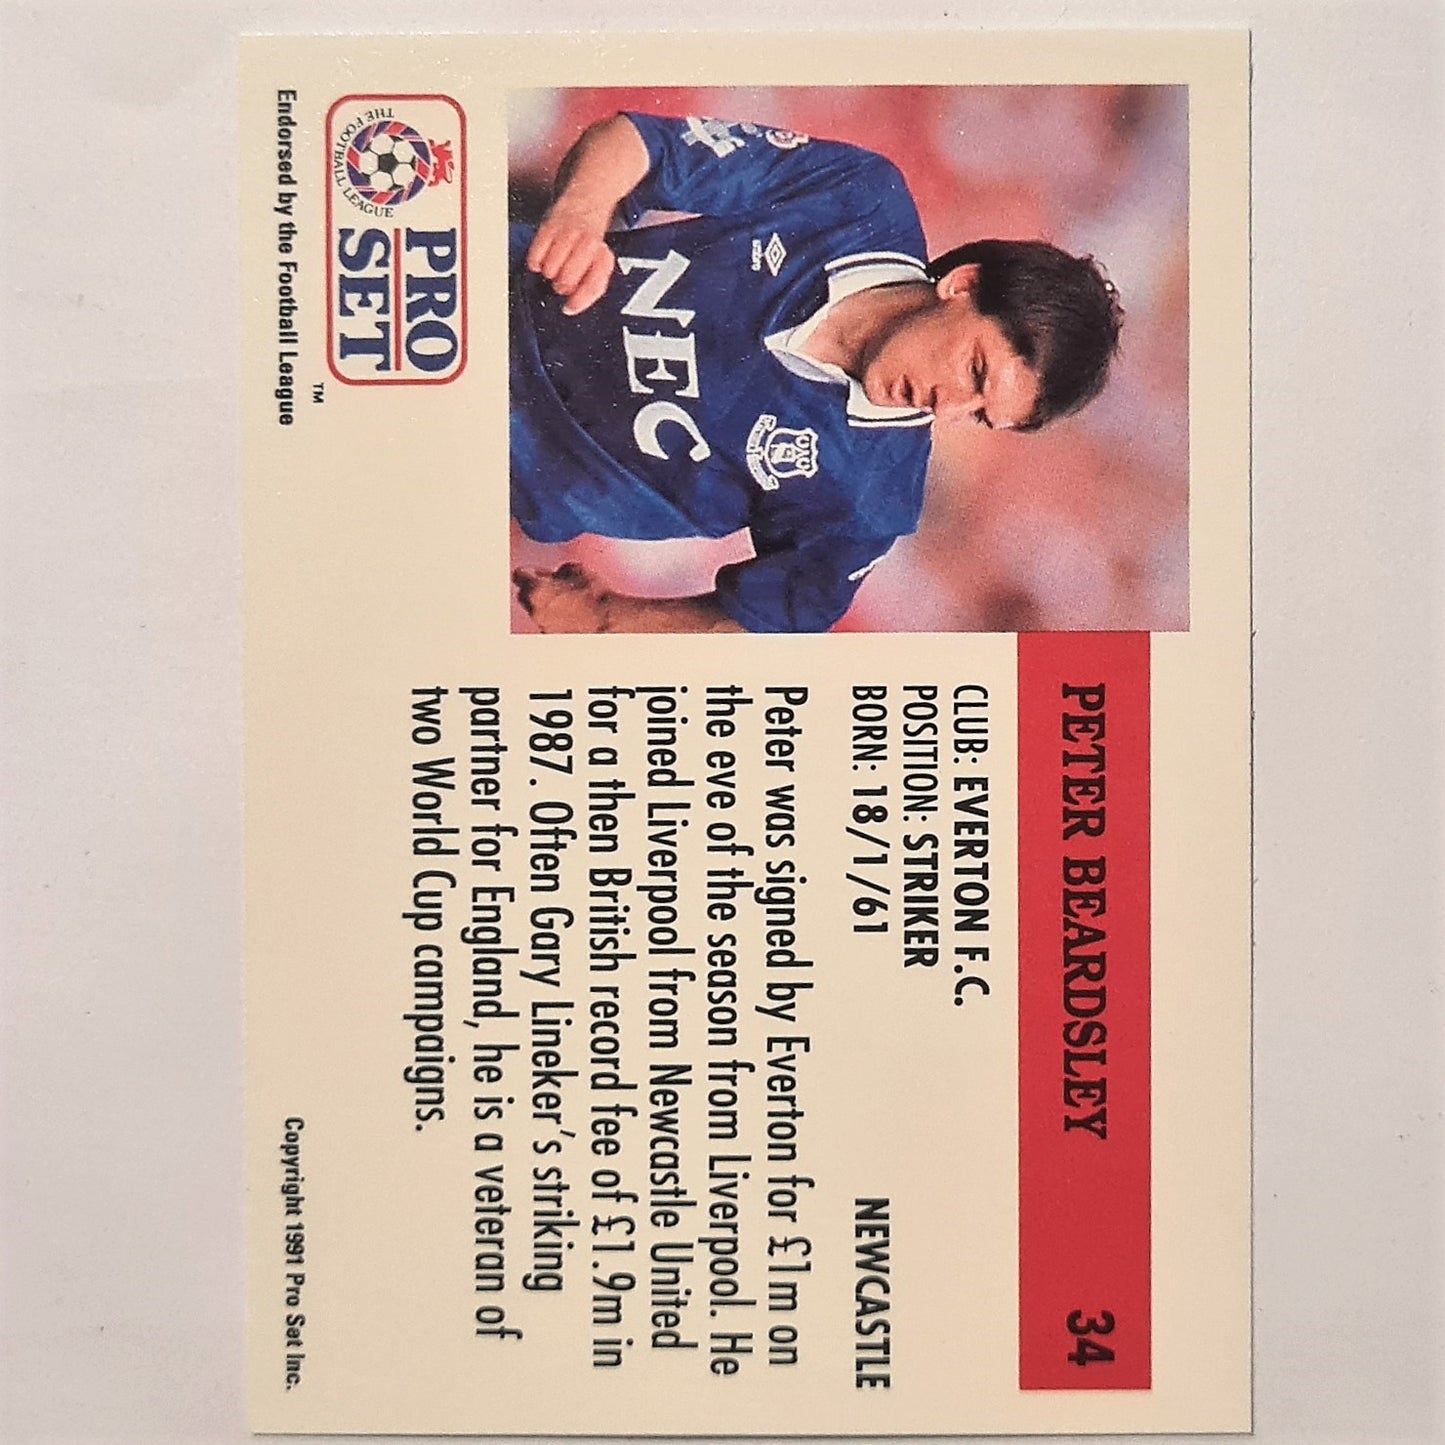 PETER BEARDSLEY 34
CLUB: EVERTON F.C.
POSITION: STRIKER
BORN: 18/1/61 NEWCASTLE
Peter was signed by Everton for £1m on
the eve of the season from Liverpool. He
joined Liverpool from Newcastle United
for a then British record fee of £1.9m in
1987. Often Gary Lineker's striking
partner for England, he is a veteran of
two World Cup campaigns.
NEC
umbro
THE FOOTBALL LEAGUE
PRO
SET
TM
Endorsed by the Football League
Copyright 1991 Pro Set Inc.